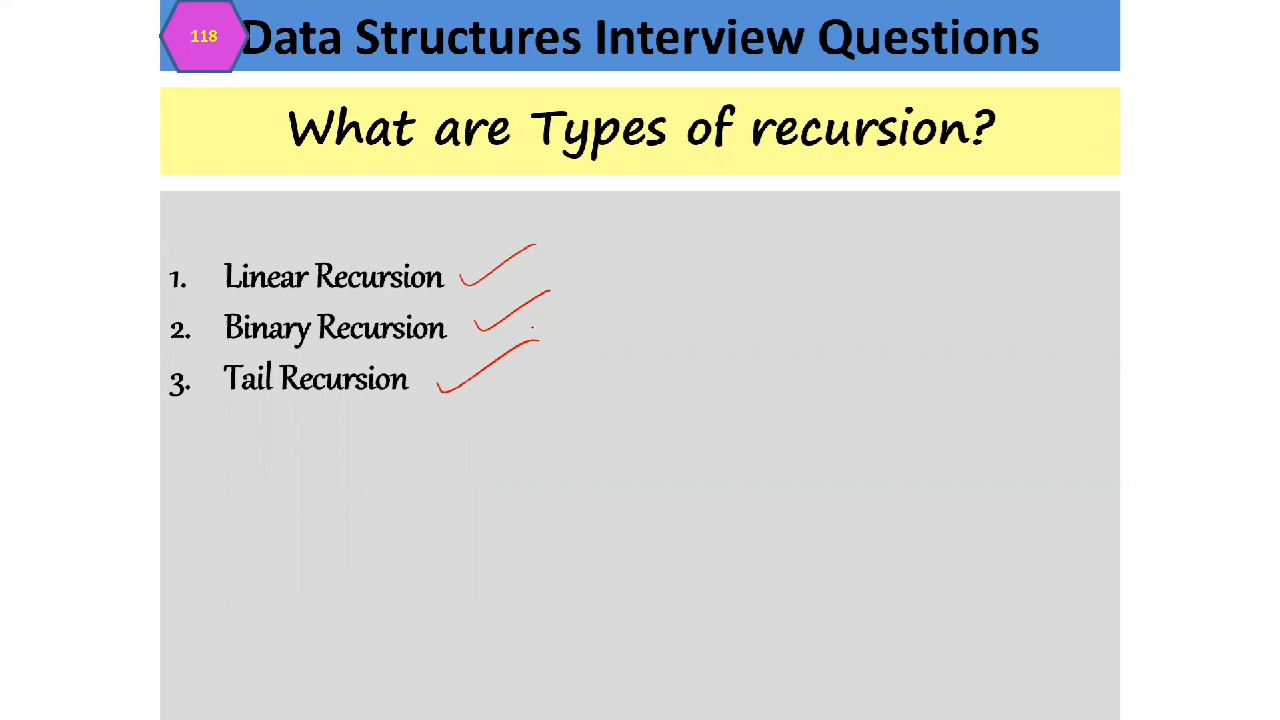 118
Data Structures Interview Questions
What are Types of recursion?
1. Linear Recursion
2. Binary Recursion
3. Tail Recursion